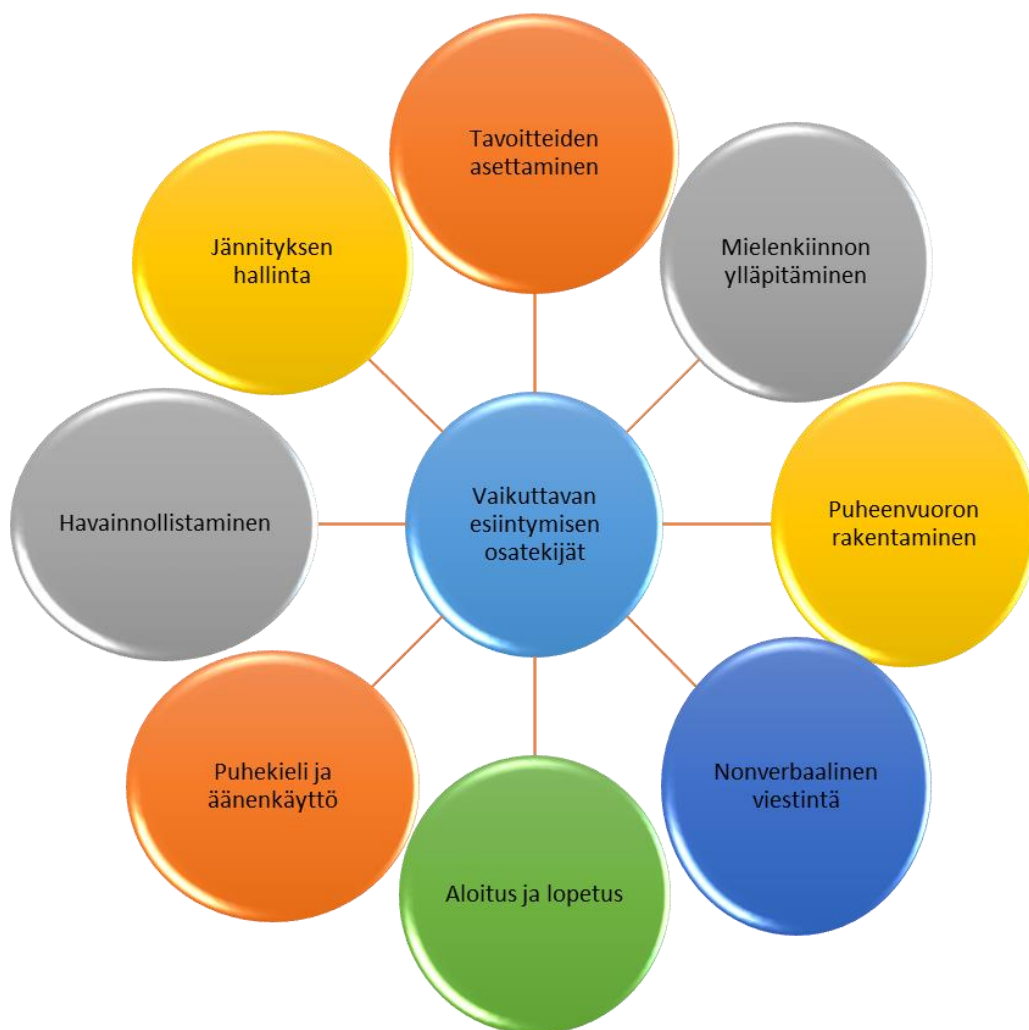 Tavoitteiden
asettaminen
Mielenkiinnon
ylläpitäminen
Puheenvuoron
rakentaminen
Nonverbaalinen
viestintä
Aloitus ja lopetus
Puhekieli ja
äänenkäyttö
Havainnollistaminen
Jännityksen
hallinta
Vaikuttavan
esiintymisen
osatekijät